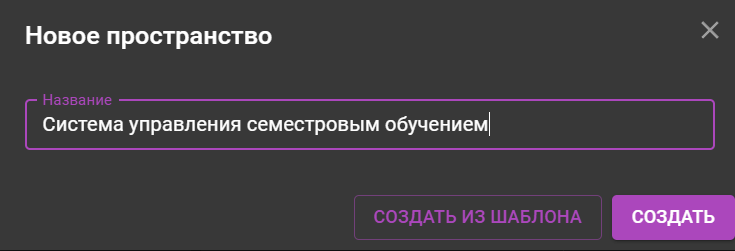 Новое пространство
Название
Система управления семестровым обучением
СОЗДАТЬ ИЗ ШАБЛОНА
СОЗДАТЬ